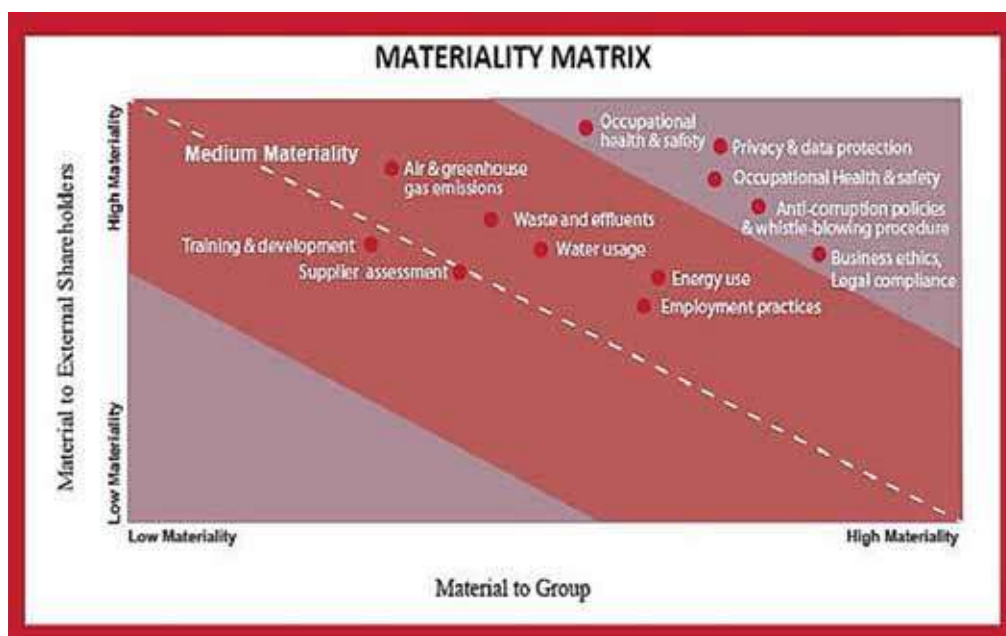 MATERIALITY MATRIX
Material to External Shareholders
High Materiality
Low Materiality
Medium Materiality
Occupational
health & safety
Privacy & data protection
Air & greenhouse
gas emissions
Occupational Health & safety
Anti-corruption policies
& whistle-blowing procedure
Waste and effluents
Training & development
Water usage
Business ethics,
Legal compliance
Supplier assessment
Energy use
Employment practices
Low Materiality
High Materiality
Material to Group